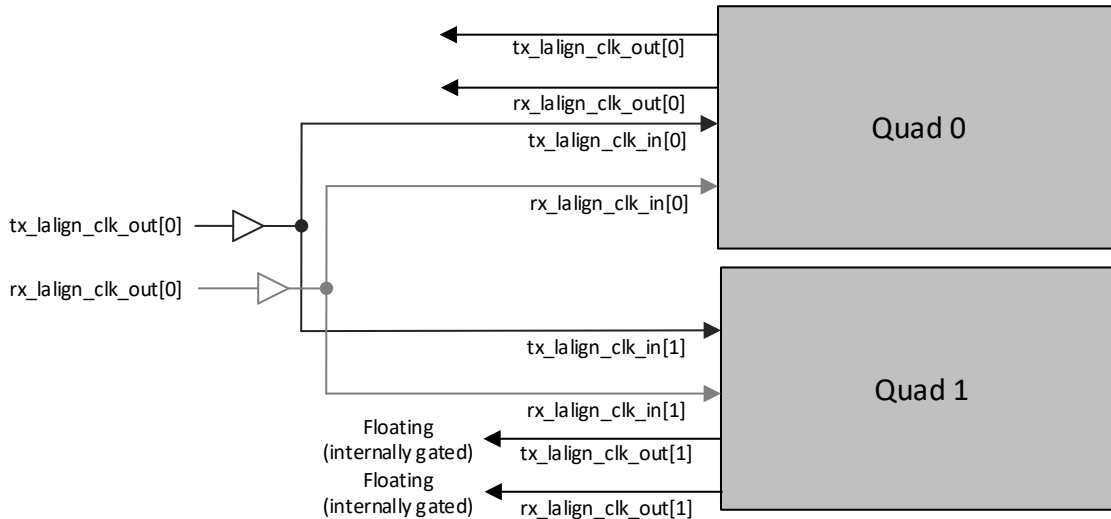 tx_lalign_clk_out[0]
rx_lalign_clk_out[0]
tx_lalign_clk_in[0]
rx_lalign_clk_in[0]
Quad 0
tx_lalign_clk_out[0]
rx_lalign_clk_out[0]
tx_lalign_clk_in[1]
rx_lalign_clk_in[1]
Quad 1
Floating
(internally gated)
tx_lalign_clk_out[1]
Floating
(internally gated)
rx_lalign_clk_out[1]